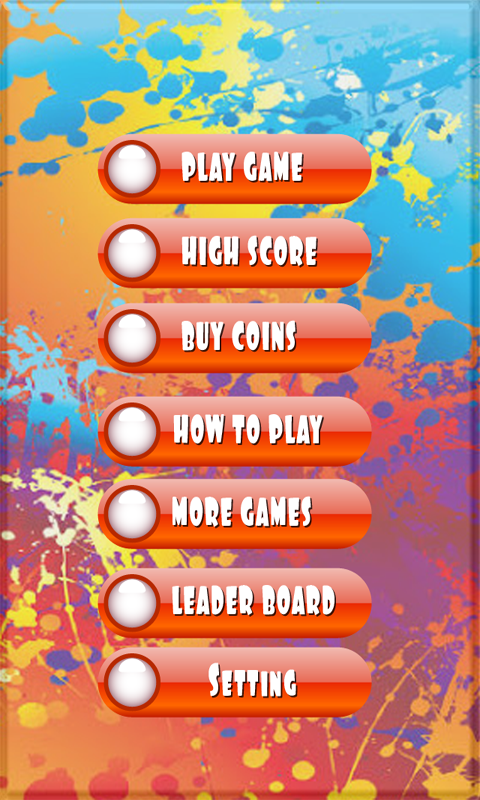 PLAY GAME
HIGH SCORE
BUY COINS
HOW TO PLAY
MORE GAMES
LEADER BOARD
SETTING